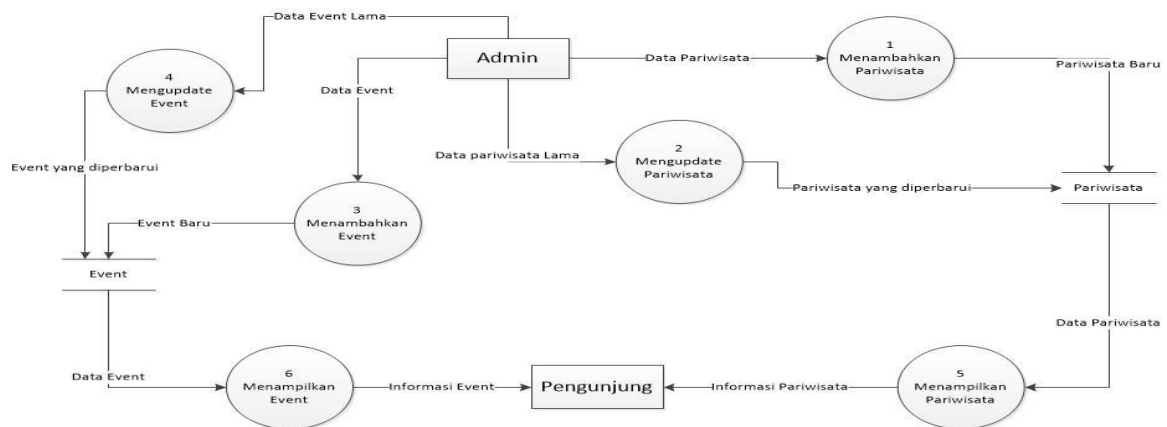 Data Event Lama
1
Menambahkan
Pariwisata
Admin
Data Pariwisata
Pariwisata Baru
4
Mengupdate
Event
Data Event
2
Mengupdate
Pariwisata
Data pariwisata Lama
Event yang diperbarui
Pariwisata yang diperbarui
Pariwisata
3
Menambahkan
Event
Event Baru
Event
Data Pariwisata
Data Event
6
Menampilkan
Event
Informasi Event
Pengunjung
Informasi Pariwisata
5
Menampilkan
Pariwisata